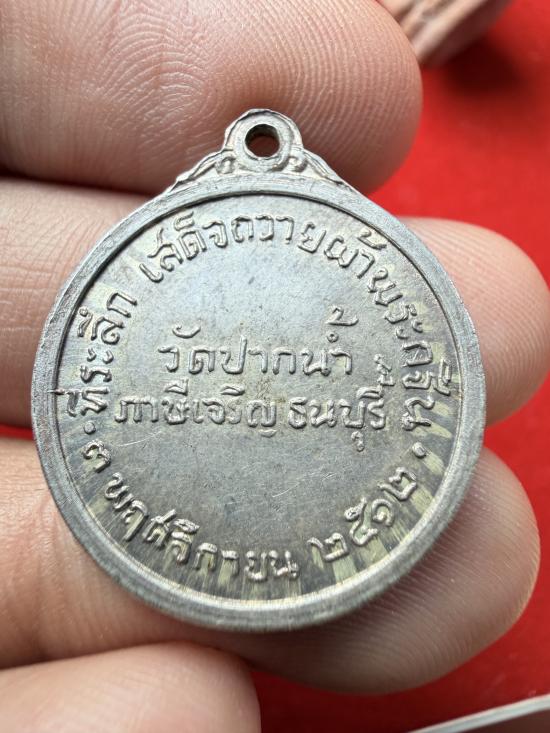 ที่ระลึก เสด็จถวายผ้าพระกฐิน
วัดปากน้ำ
ภาษีเจริญ ธนบุรี
๓ พฤศจิกายน ๒๕๑๒